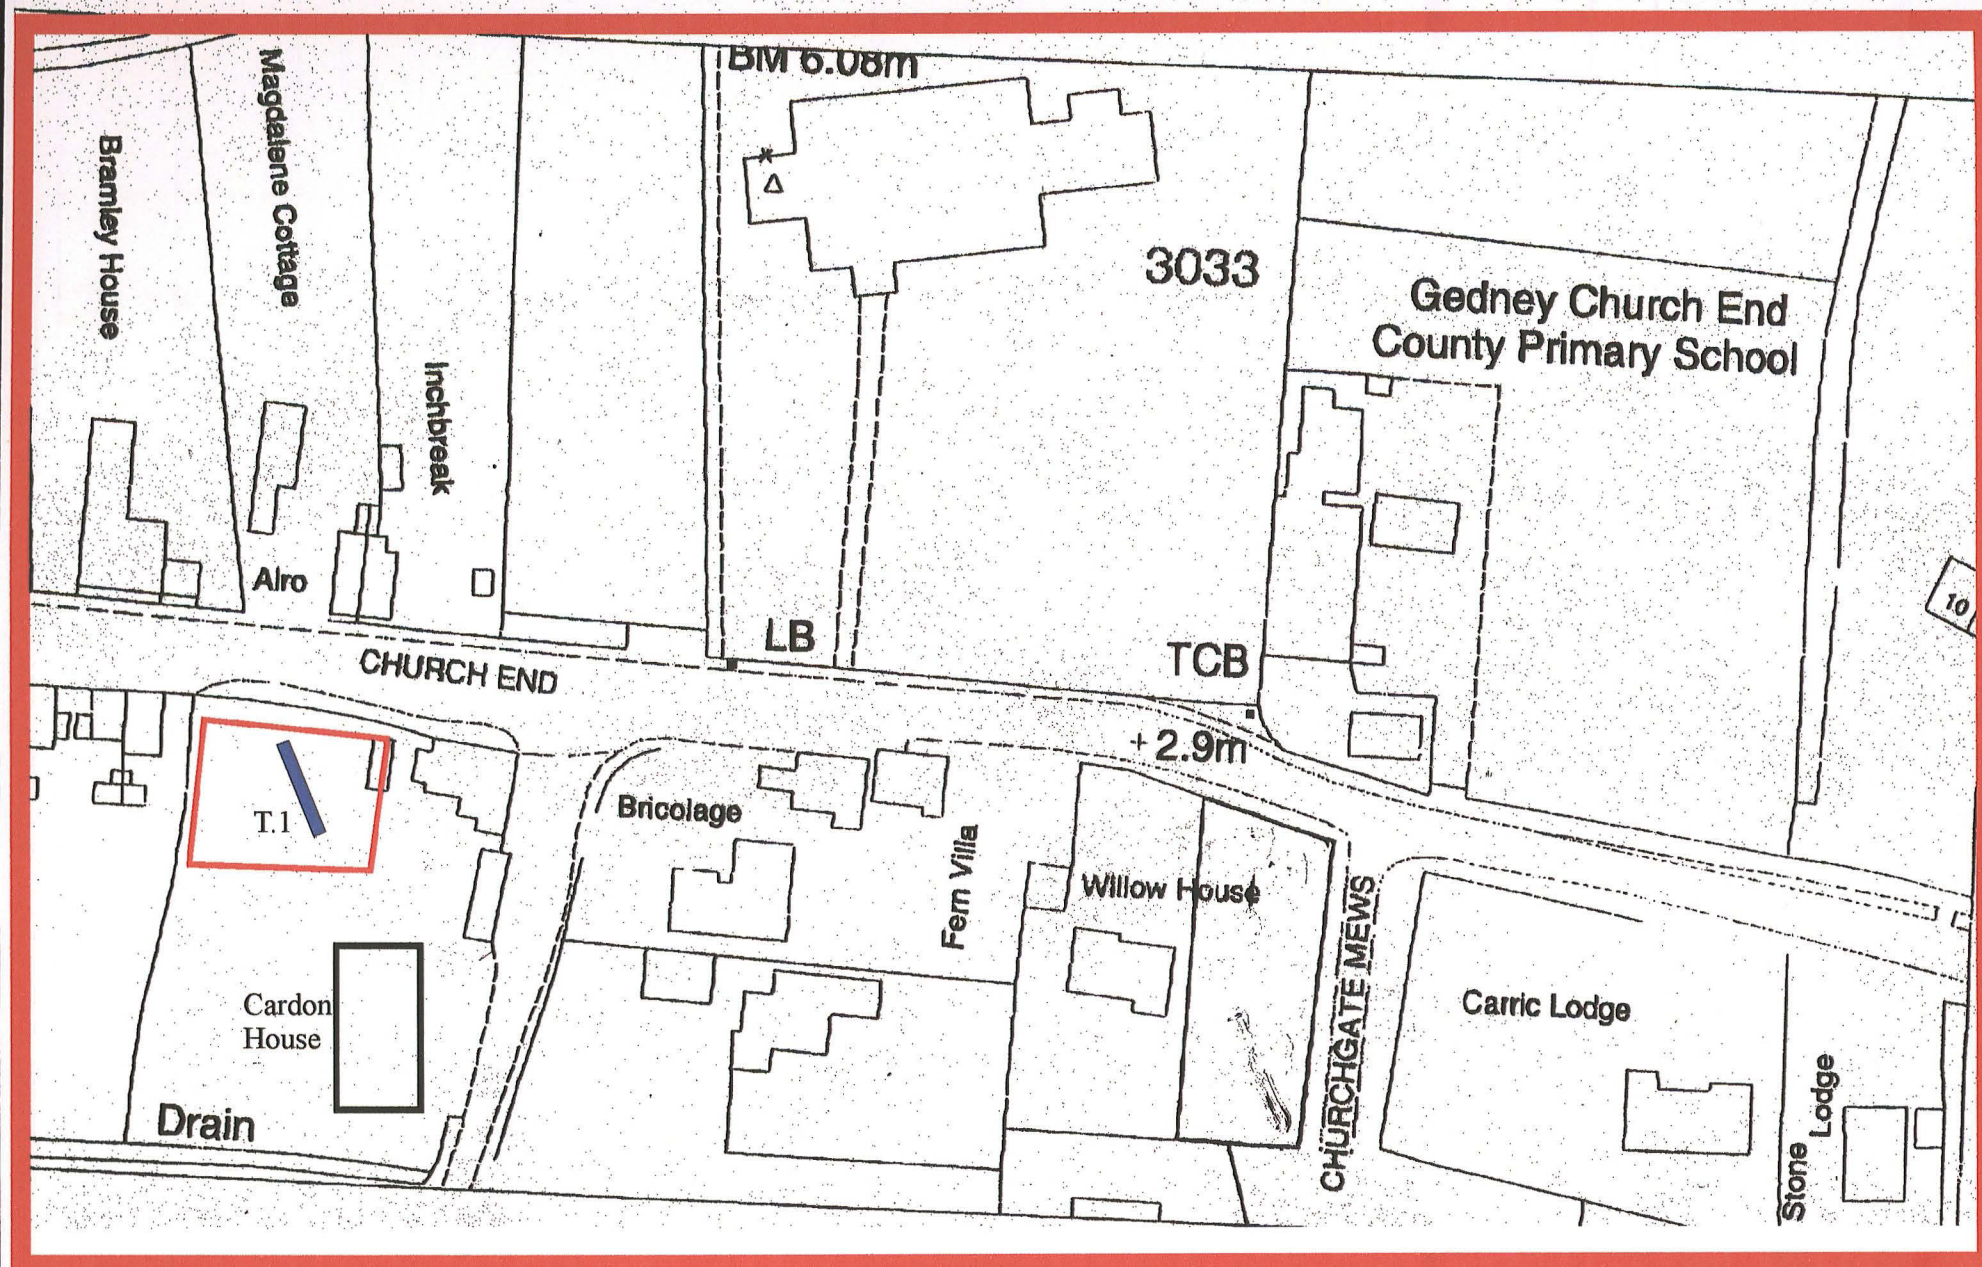 BM 6.08m
Magdalene Cottage
Bramley House
3033
Gedney Church End
County Primary School
Inchbreak
Alro
10
LB
TCB
CHURCH END
+2.9m
T.1
Bricolage
Fern Villa
Willow House
CHURCHGATE MEWS
Cardon
House
Carric Lodge
Drain
Stone
Lodge